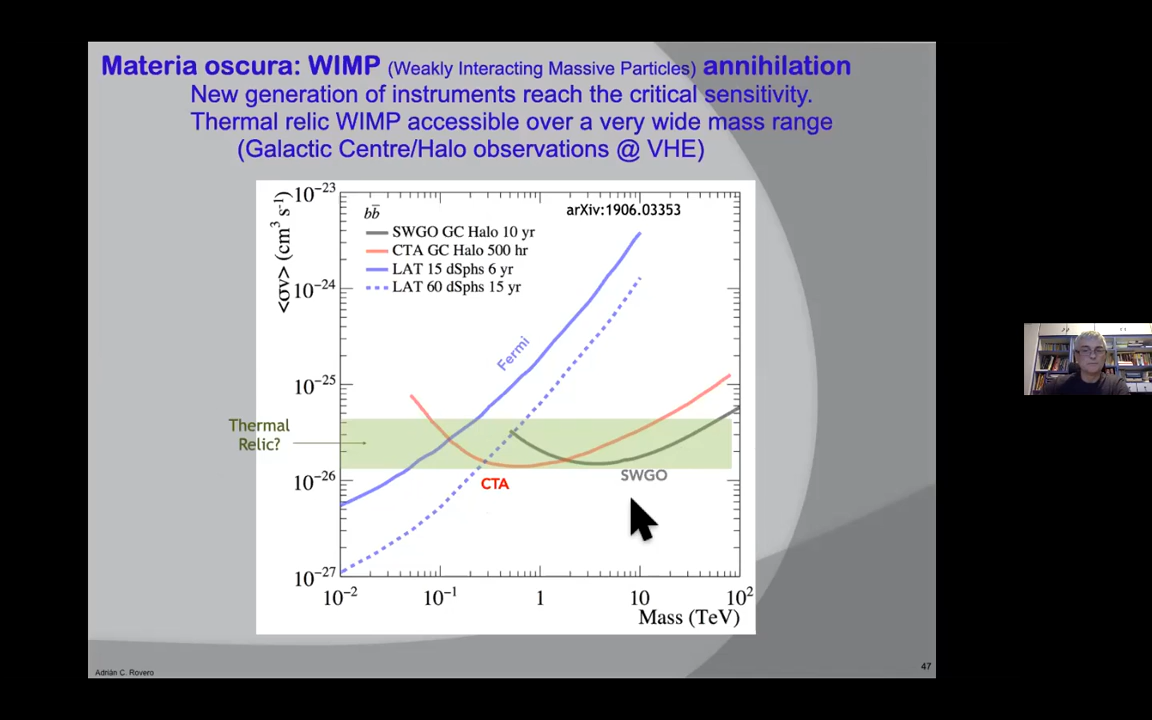 Materia oscura: WIMP (Weakly Interacting Massive Particles) annihilation
New generation of instruments reach the critical sensitivity.
Thermal relic WIMP accessible over a very wide mass range
(Galactic Centre/Halo observations @ VHE)
<σv> (cm³ s⁻¹)
10⁻²³
10⁻²⁴
10⁻²⁵
10⁻²⁶
10⁻²⁷
bb̅
arXiv:1906.03353
SWGO GC Halo 10 yr
CTA GC Halo 500 hr
LAT 15 dSphs 6 yr
LAT 60 dSphs 15 yr
Fermi
Thermal
Relic?
CTA
SWGO
10⁻² 10⁻¹ 1 10 10²
Mass (TeV)
Adrián C. Rovero
47